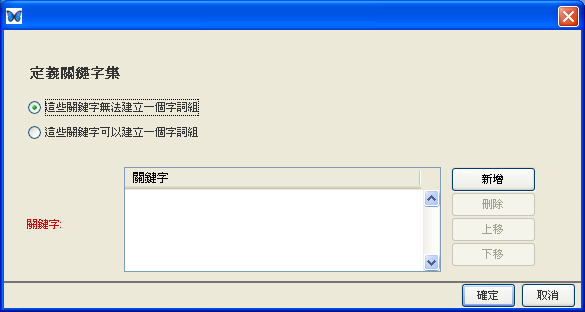 定義關鍵字集
這些關鍵字無法建立一個字詞組
這些關鍵字可以建立一個字詞組
關鍵字
新增
刪除
關鍵字:
上移
下移
確定
取消